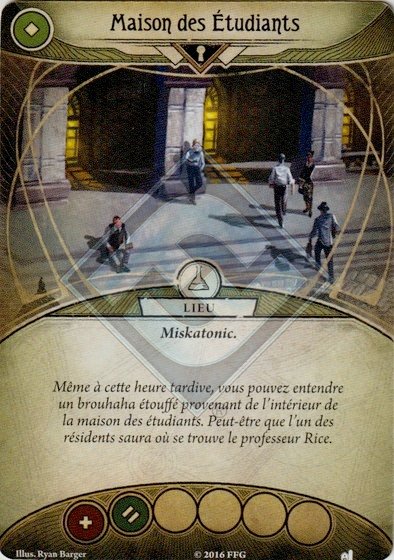 Maison des Étudiants
LIEU
Miskatonic.
Même à cette heure tardive, vous pouvez entendre
un brouhaha étouffé provenant de l'intérieur de
la maison des étudiants. Peut-être que l'un des
résidents saura où se trouve le professeur Rice.
Illus. Ryan Barger
© 2016 FFG